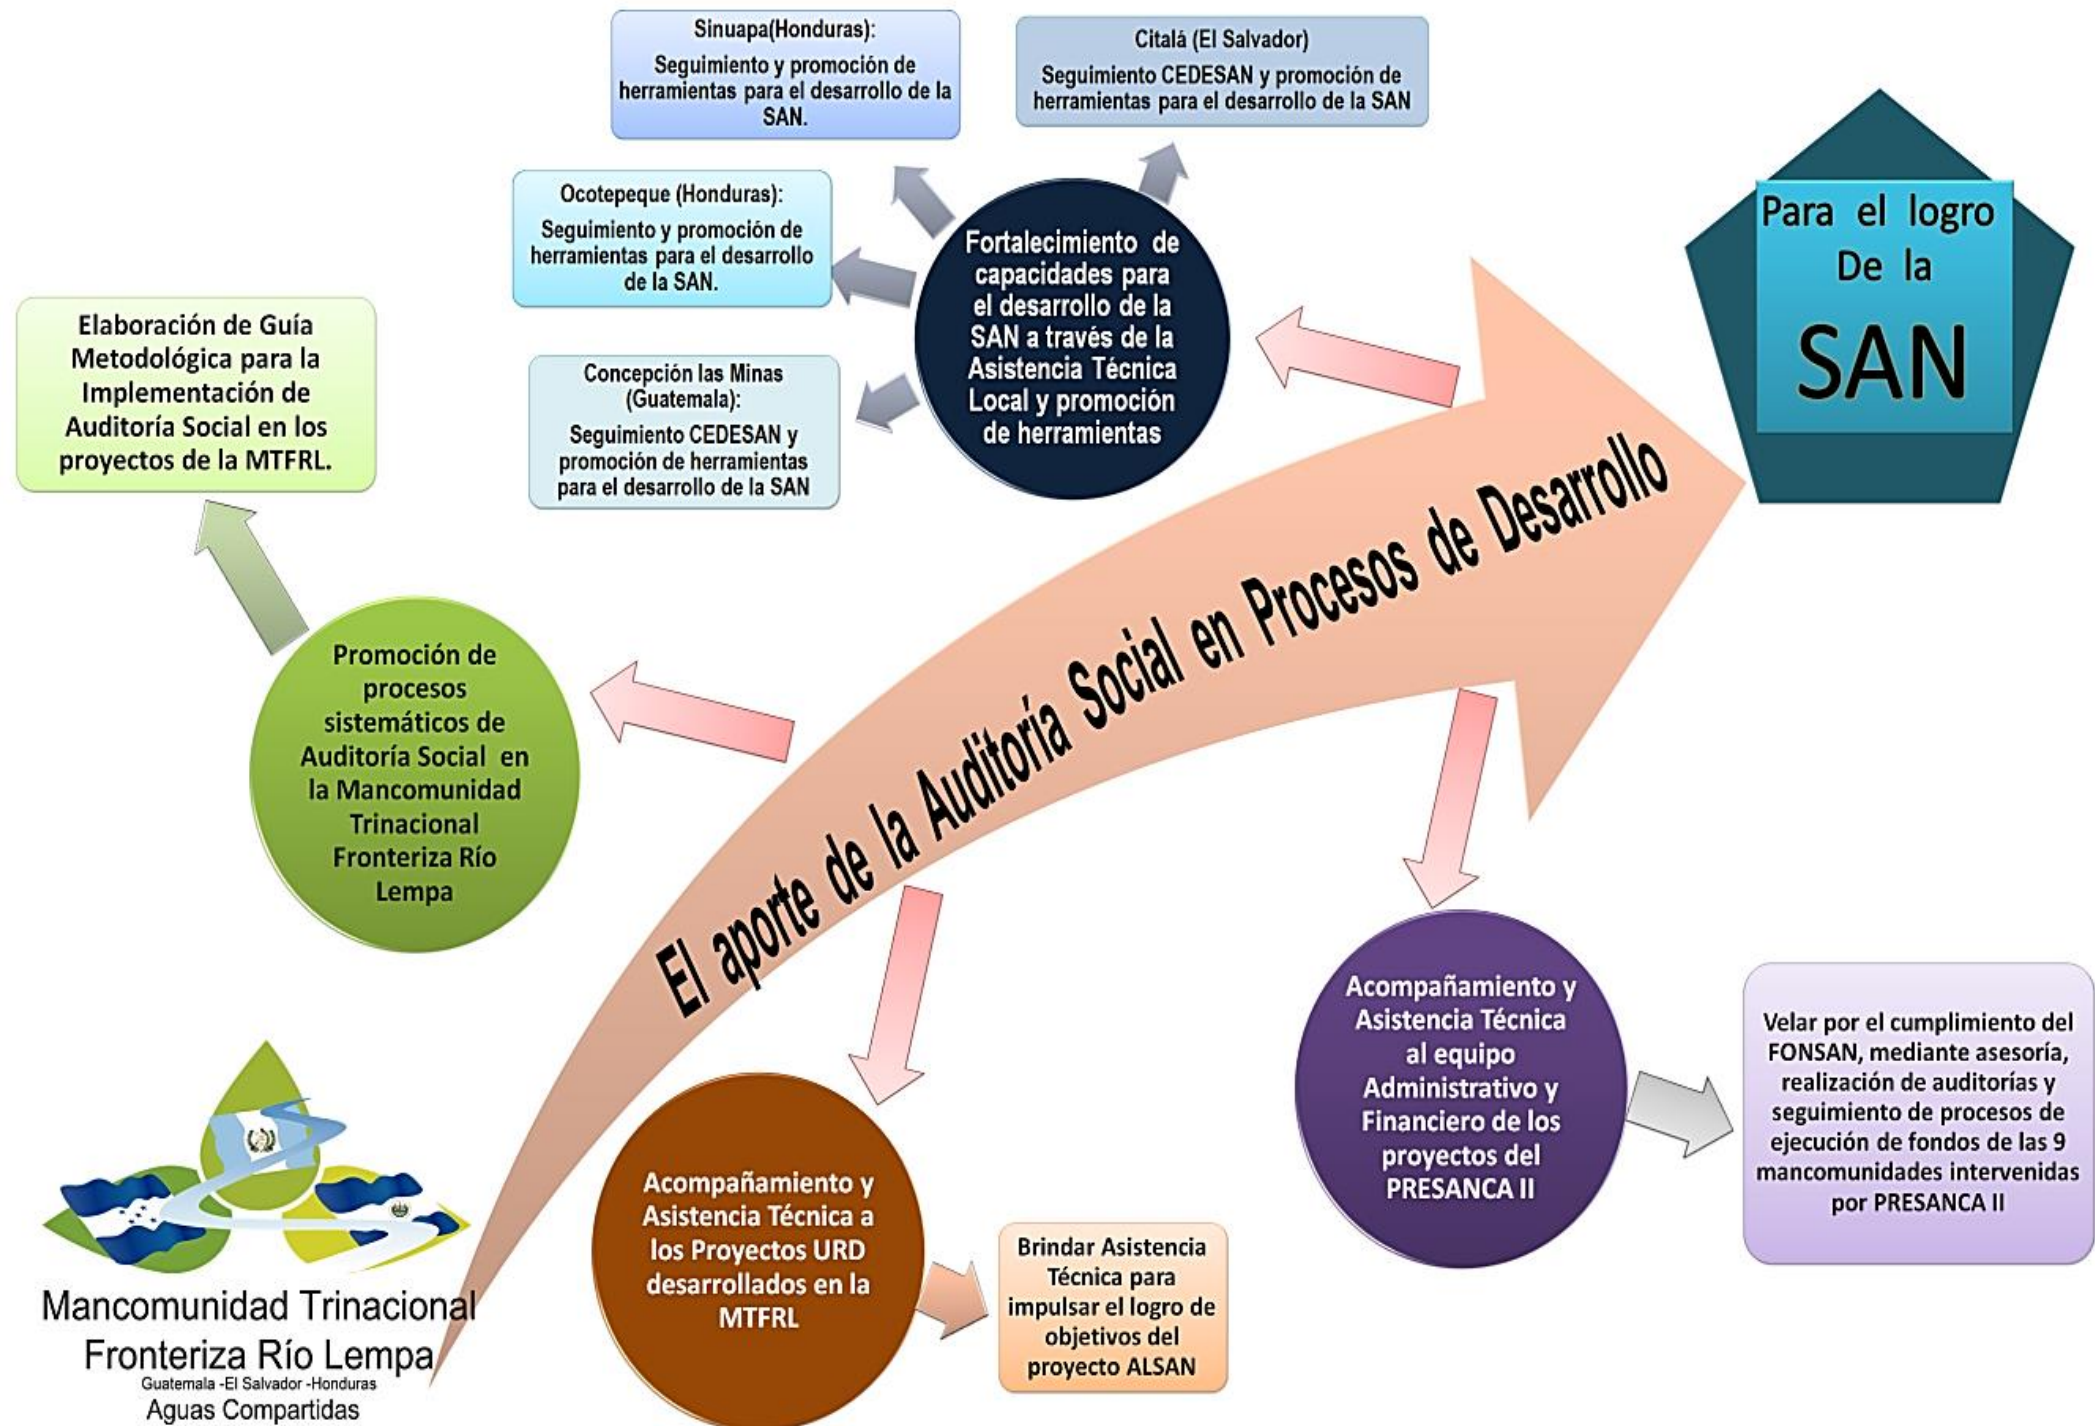 Sinuapa(Honduras):
Seguimiento y promoción de
herramientas para el desarrollo de la
SAN.
Citalá (El Salvador)
Seguimiento CEDESAN y promoción de
herramientas para el desarrollo de la SAN
Ocotepeque (Honduras):
Seguimiento y promoción de
herramientas para el desarrollo
de la SAN.
Concepción las Minas
(Guatemala):
Seguimiento CEDESAN y
promoción de herramientas
para el desarrollo de la SAN
Fortalecimiento de
capacidades para
el desarrollo de la
SAN a través de la
Asistencia Técnica
Local y promoción
de herramientas
Para el logro
De la
SAN
Elaboración de Guía
Metodológica para la
Implementación de
Auditoría Social en los
proyectos de la MTFRL.
Promoción de
procesos
sistemáticos de
Auditoría Social en
la Mancomunidad
Trinacional
Fronteriza Río
Lempa
El aporte de la Auditoría Social en Procesos de Desarrollo
Acompañamiento y
Asistencia Técnica
al equipo
Administrativo y
Financiero de los
proyectos del
PRESANCA II
Velar por el cumplimiento del
FONSAN, mediante asesoría,
realización de auditorías y
seguimiento de procesos de
ejecución de fondos de las 9
mancomunidades intervenidas
por PRESANCA II
Acompañamiento y
Asistencia Técnica a
los Proyectos URD
desarrollados en la
MTFRL
Brindar Asistencia
Técnica para
impulsar el logro de
objetivos del
proyecto ALSAN
Mancomunidad Trinacional
Fronteriza Río Lempa
Guatemala -El Salvador -Honduras
Aguas Compartidas